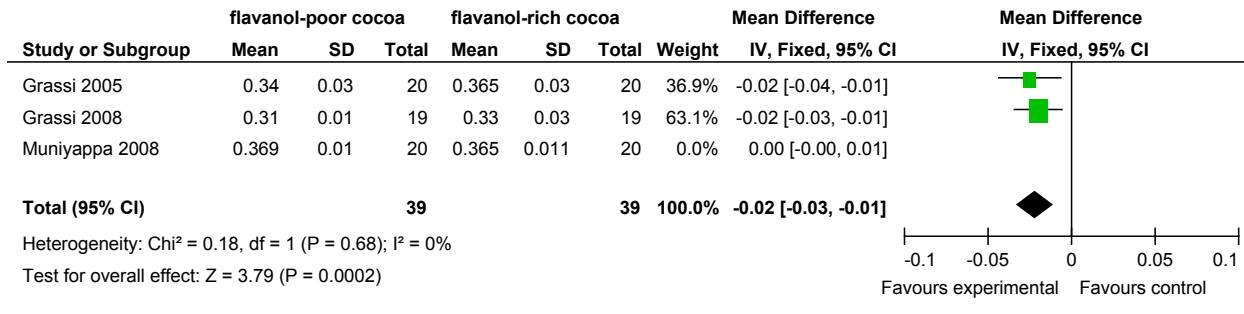 flavanol-poor cocoa flavanol-rich cocoa Mean Difference Mean Difference
Study or Subgroup Mean SD Total Mean SD Total Weight IV, Fixed, 95% CI IV, Fixed, 95% CI
Grassi 2005 0.34 0.03 20 0.365 0.03 20 36.9% -0.02 [-0.04, -0.01]
Grassi 2008 0.31 0.01 19 0.33 0.03 19 63.1% -0.02 [-0.03, -0.01]
Muniyappa 2008 0.369 0.01 20 0.365 0.011 20 0.0% 0.00 [-0.00, 0.01]
Total (95% CI) 39 39 100.0% -0.02 [-0.03, -0.01]
Heterogeneity: Chi² = 0.18, df = 1 (P = 0.68); I² = 0%
Test for overall effect: Z = 3.79 (P = 0.0002)
-0.1 -0.05 0 0.05 0.1
Favours experimental Favours control